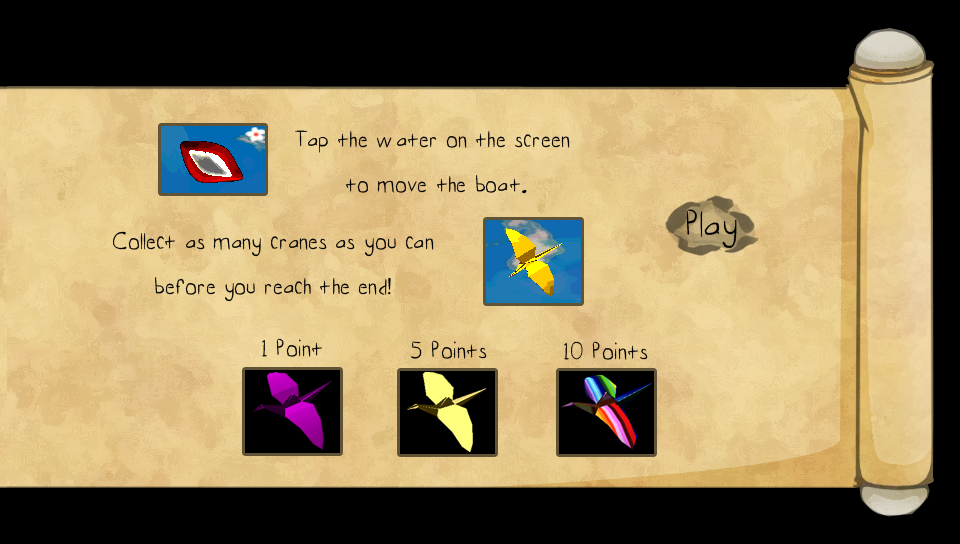 Tap the water on the screen
to move the boat.
Play
Collect as many cranes as you can
before you reach the end!
1 Point
5 Points
10 Points